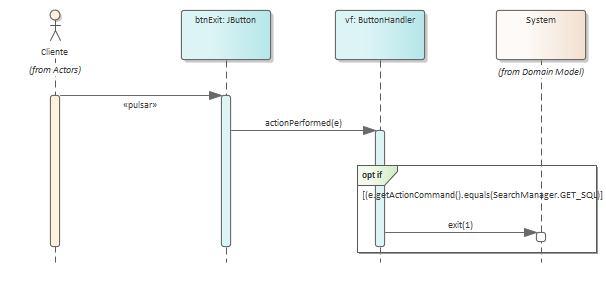 btnExit: JButton
vf: ButtonHandler
System
Cliente
(from Actors)
(from Domain Model)
«pulsar»
actionPerformed(e)
opt if
[(e.getActionCommand().equals(SearchManager.GET_SQL)]
exit(1)